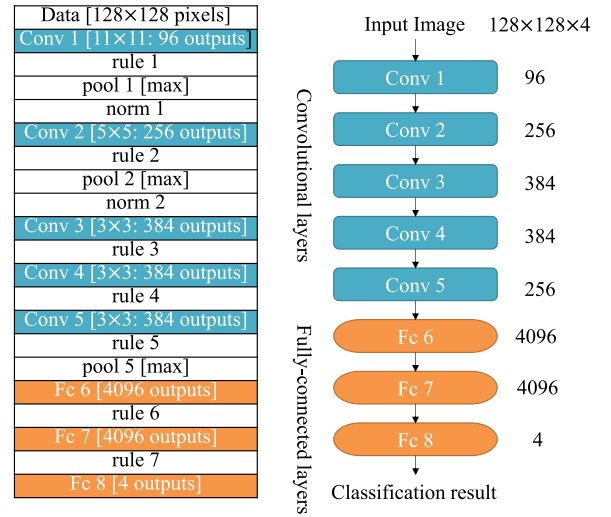 Data [128×128 pixels]
Conv 1 [11×11: 96 outputs]
rule 1
pool 1 [max]
norm 1
Conv 2 [5×5: 256 outputs]
rule 2
pool 2 [max]
norm 2
Conv 3 [3×3: 384 outputs]
rule 3
Conv 4 [3×3: 384 outputs]
rule 4
Conv 5 [3×3: 384 outputs]
rule 5
pool 5 [max]
Fc 6 [4096 outputs]
rule 6
Fc 7 [4096 outputs]
rule 7
Fc 8 [4 outputs]
Convolutional layers
Fully-connected layers
Input Image 128×128×4
Conv 1 96
Conv 2 256
Conv 3 384
Conv 4 384
Conv 5 256
Fc 6 4096
Fc 7 4096
Fc 8 4
Classification result